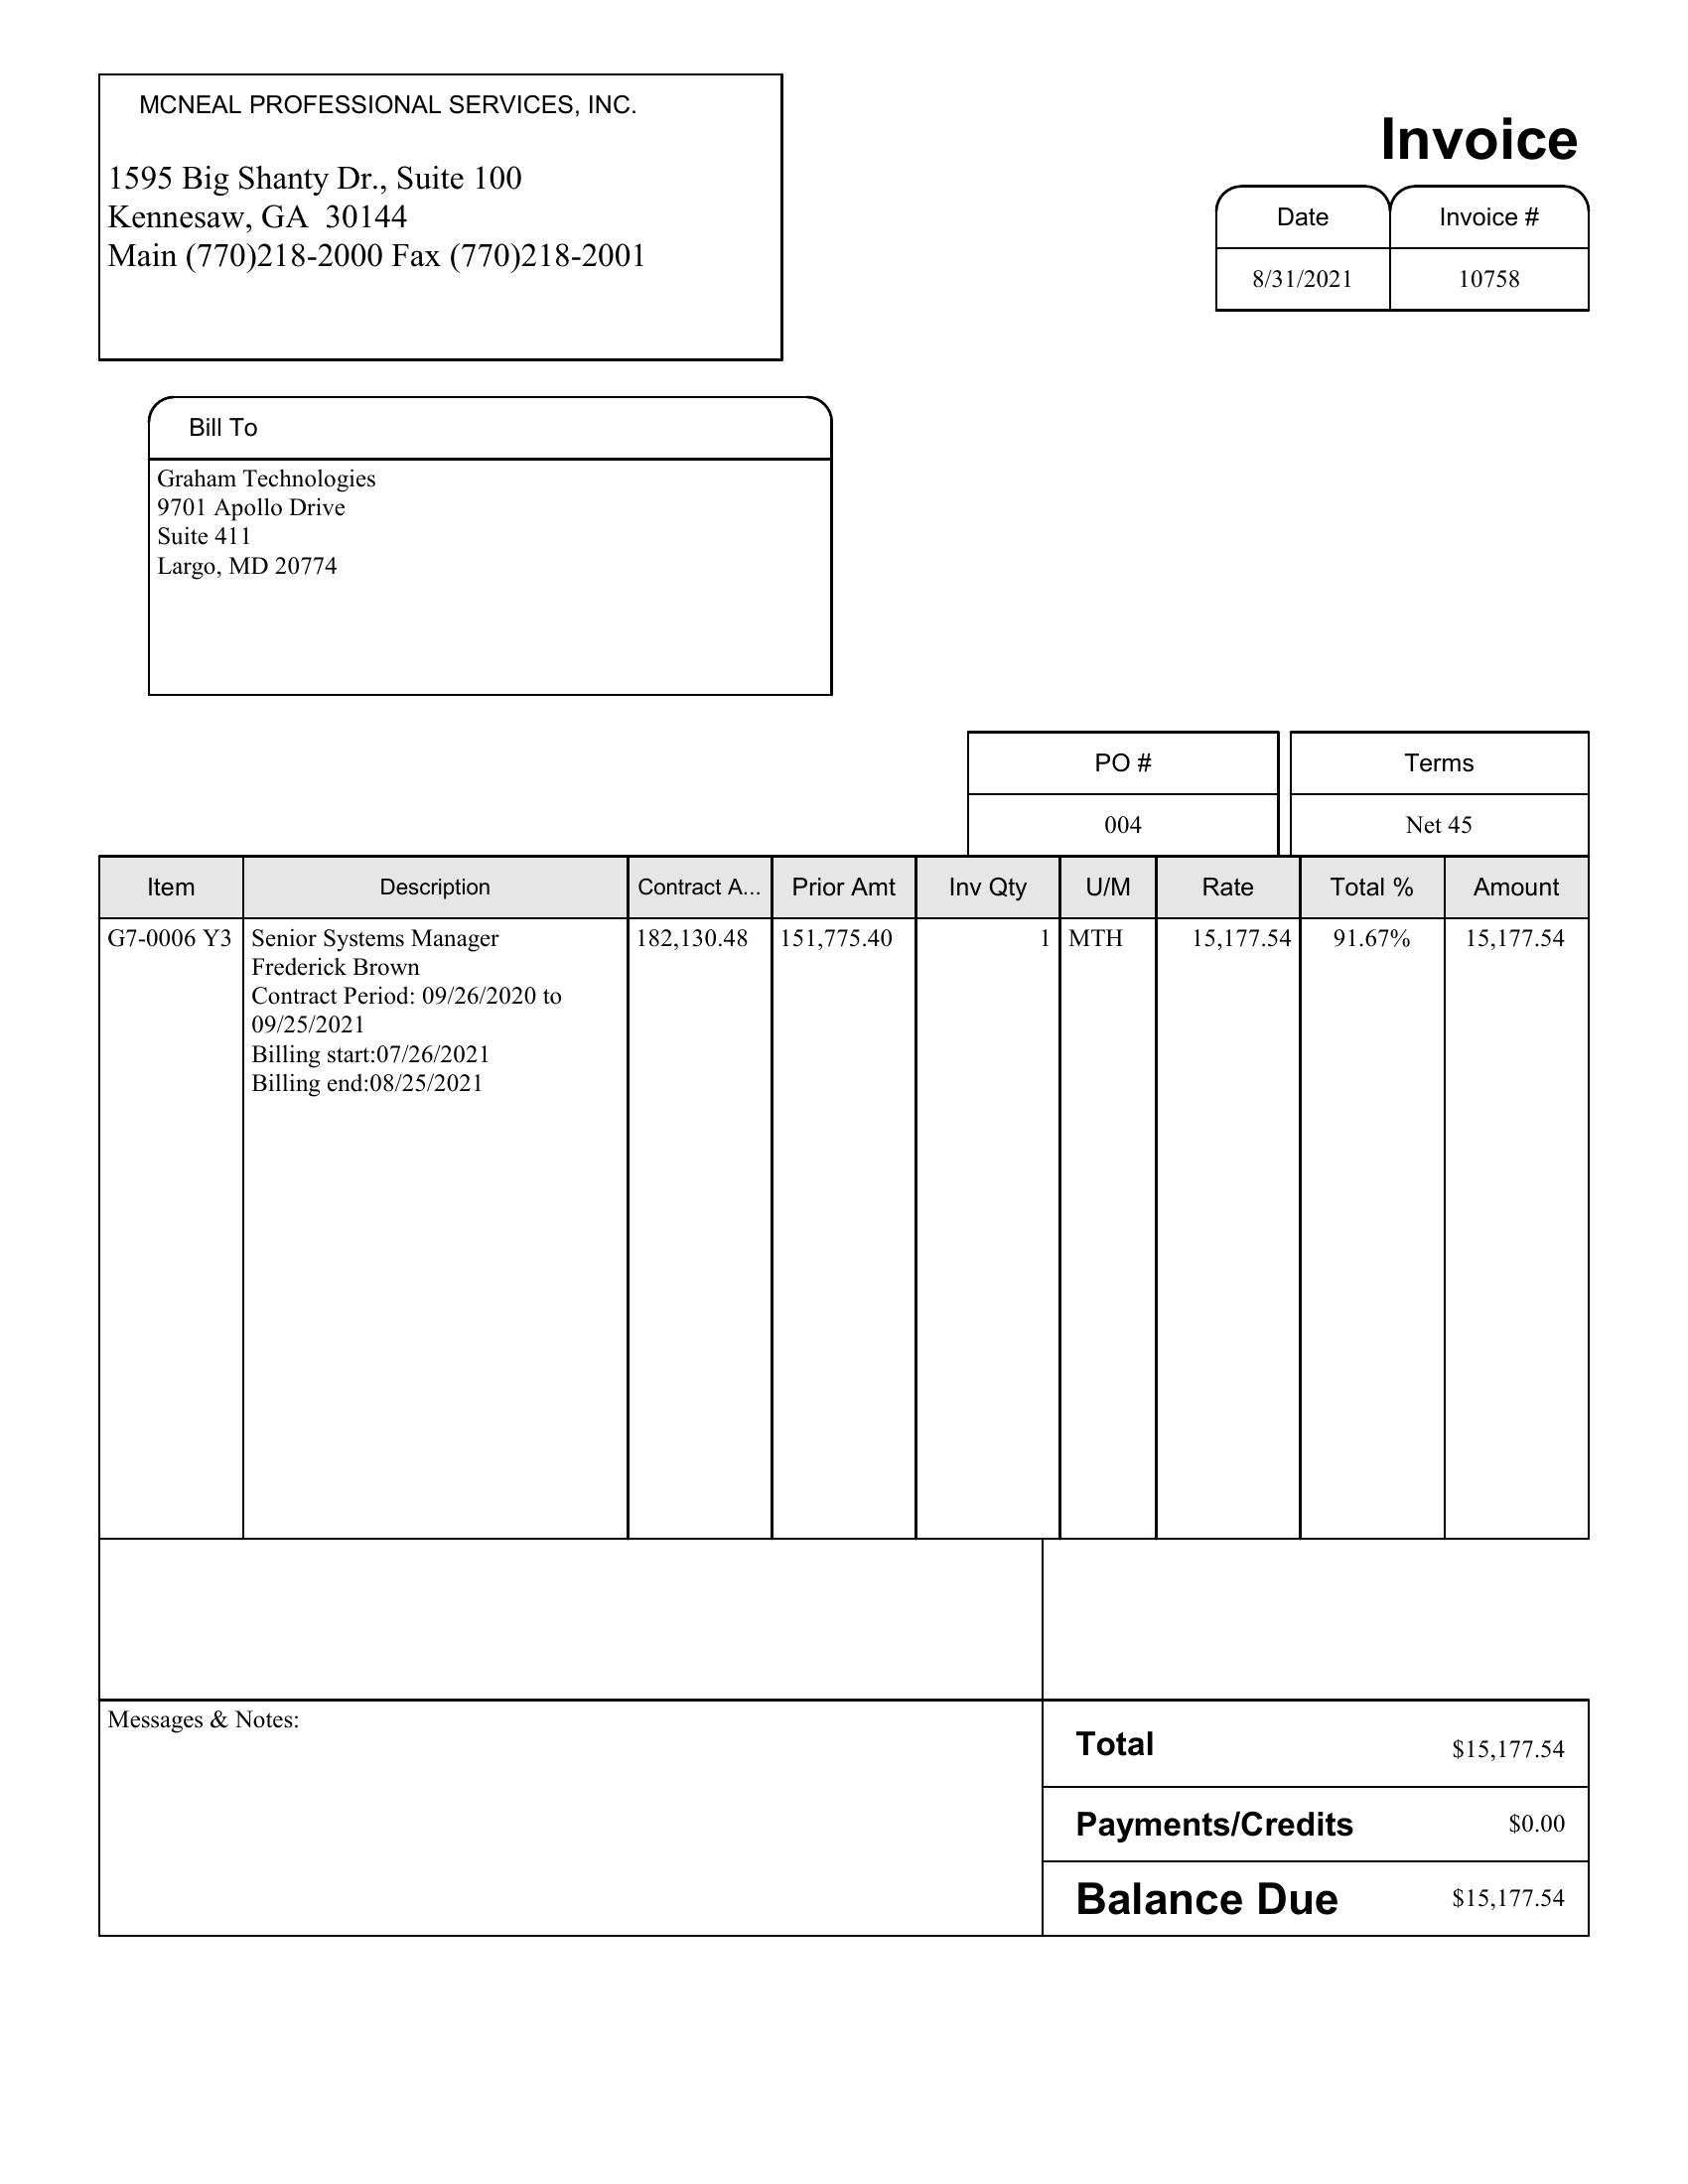 MCNEAL PROFESSIONAL SERVICES, INC.
1595 Big Shanty Dr., Suite 100
Kennesaw, GA  30144
Main (770)218-2000 Fax (770)218-2001
Invoice
Date Invoice #
8/31/2021 10758
Bill To
Graham Technologies
9701 Apollo Drive
Suite 411
Largo, MD 20774
PO # Terms
004 Net 45
Item Description Contract A... Prior Amt Inv Qty U/M Rate Total % Amount
G7-0006 Y3 Senior Systems Manager 182,130.48 151,775.40 1 MTH 15,177.54 91.67% 15,177.54
Frederick Brown
Contract Period: 09/26/2020 to
09/25/2021
Billing start:07/26/2021
Billing end:08/25/2021
Messages & Notes:
Total $15,177.54
Payments/Credits $0.00
Balance Due $15,177.54